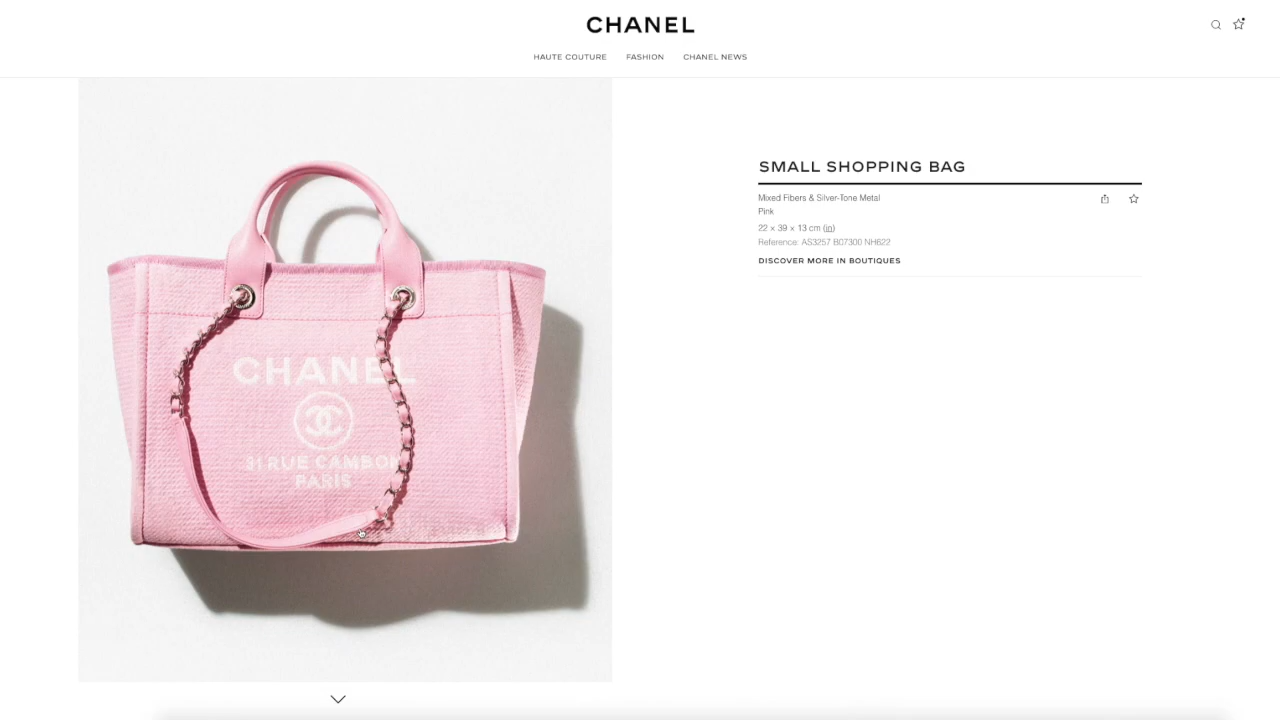 CHANEL
HAUTE COUTURE FASHION CHANEL NEWS
SMALL SHOPPING BAG
Mixed Fibers & Silver-Tone Metal
Pink
22 x 39 x 13 cm (in)
Reference: AS3257 B07300 NH622
DISCOVER MORE IN BOUTIQUES
CHANEL
31 RUE CAMBON
PARIS